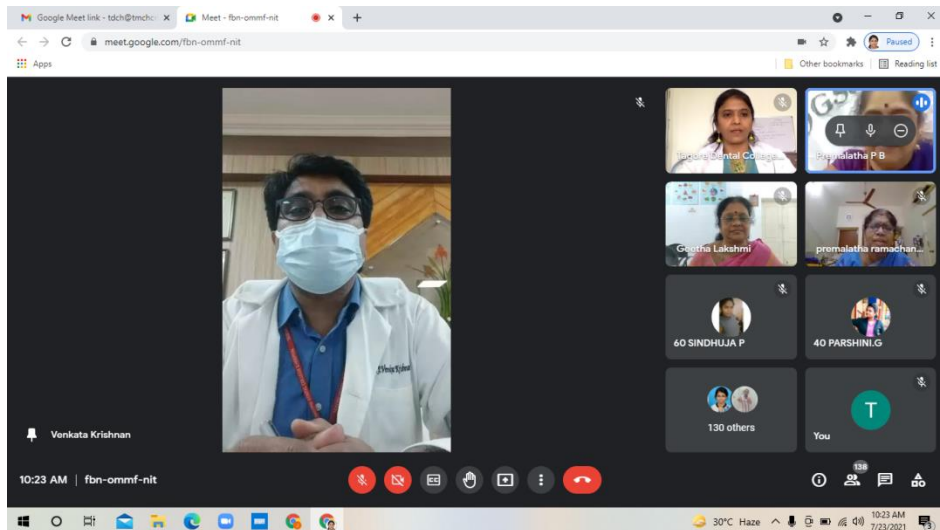 Google Meet link - tdch@tmchc
Meet - fbn-ommf-nit
meet.google.com/fbn-ommf-nit
Paused
Apps
Other bookmarks
Reading list
Tagore Dental College...
Premalatha P B
Geetha Lakshmi
premalatha ramachan...
60 SINDHUJA P
40 PARSHINI.G
130 others
T
You
Venkata Krishnan
10:23 AM | fbn-ommf-nit
138
30°C Haze
10:23 AM
7/23/2021